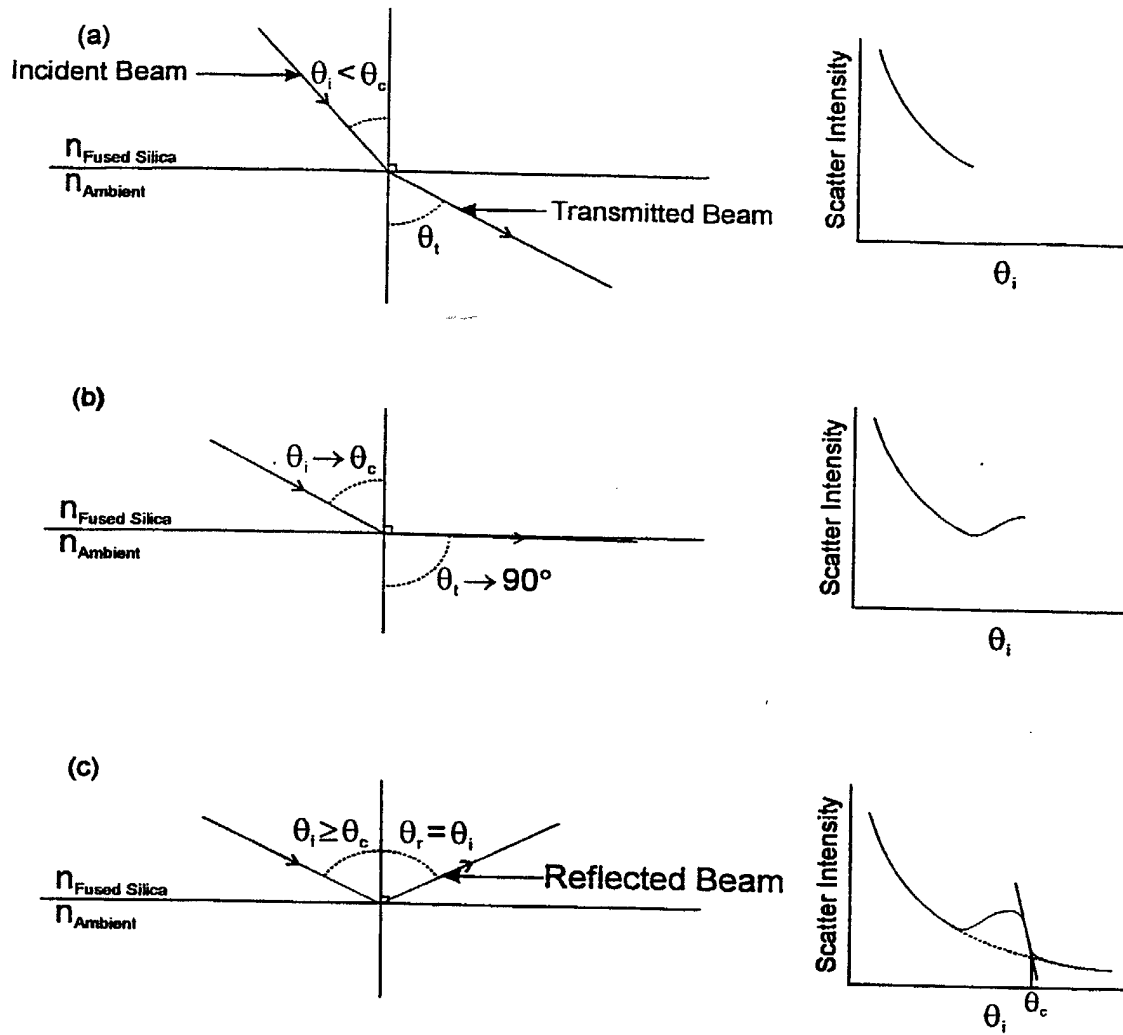 (a)
Incident Beam
θi < θc
nFused Silica
nAmbient
Transmitted Beam
θt
Scatter Intensity
θi
(b)
θi → θc
nFused Silica
nAmbient
θt → 90°
Scatter Intensity
θi
(c)
θi ≥ θc θr = θi
nFused Silica
nAmbient
Reflected Beam
Scatter Intensity
θi
θc